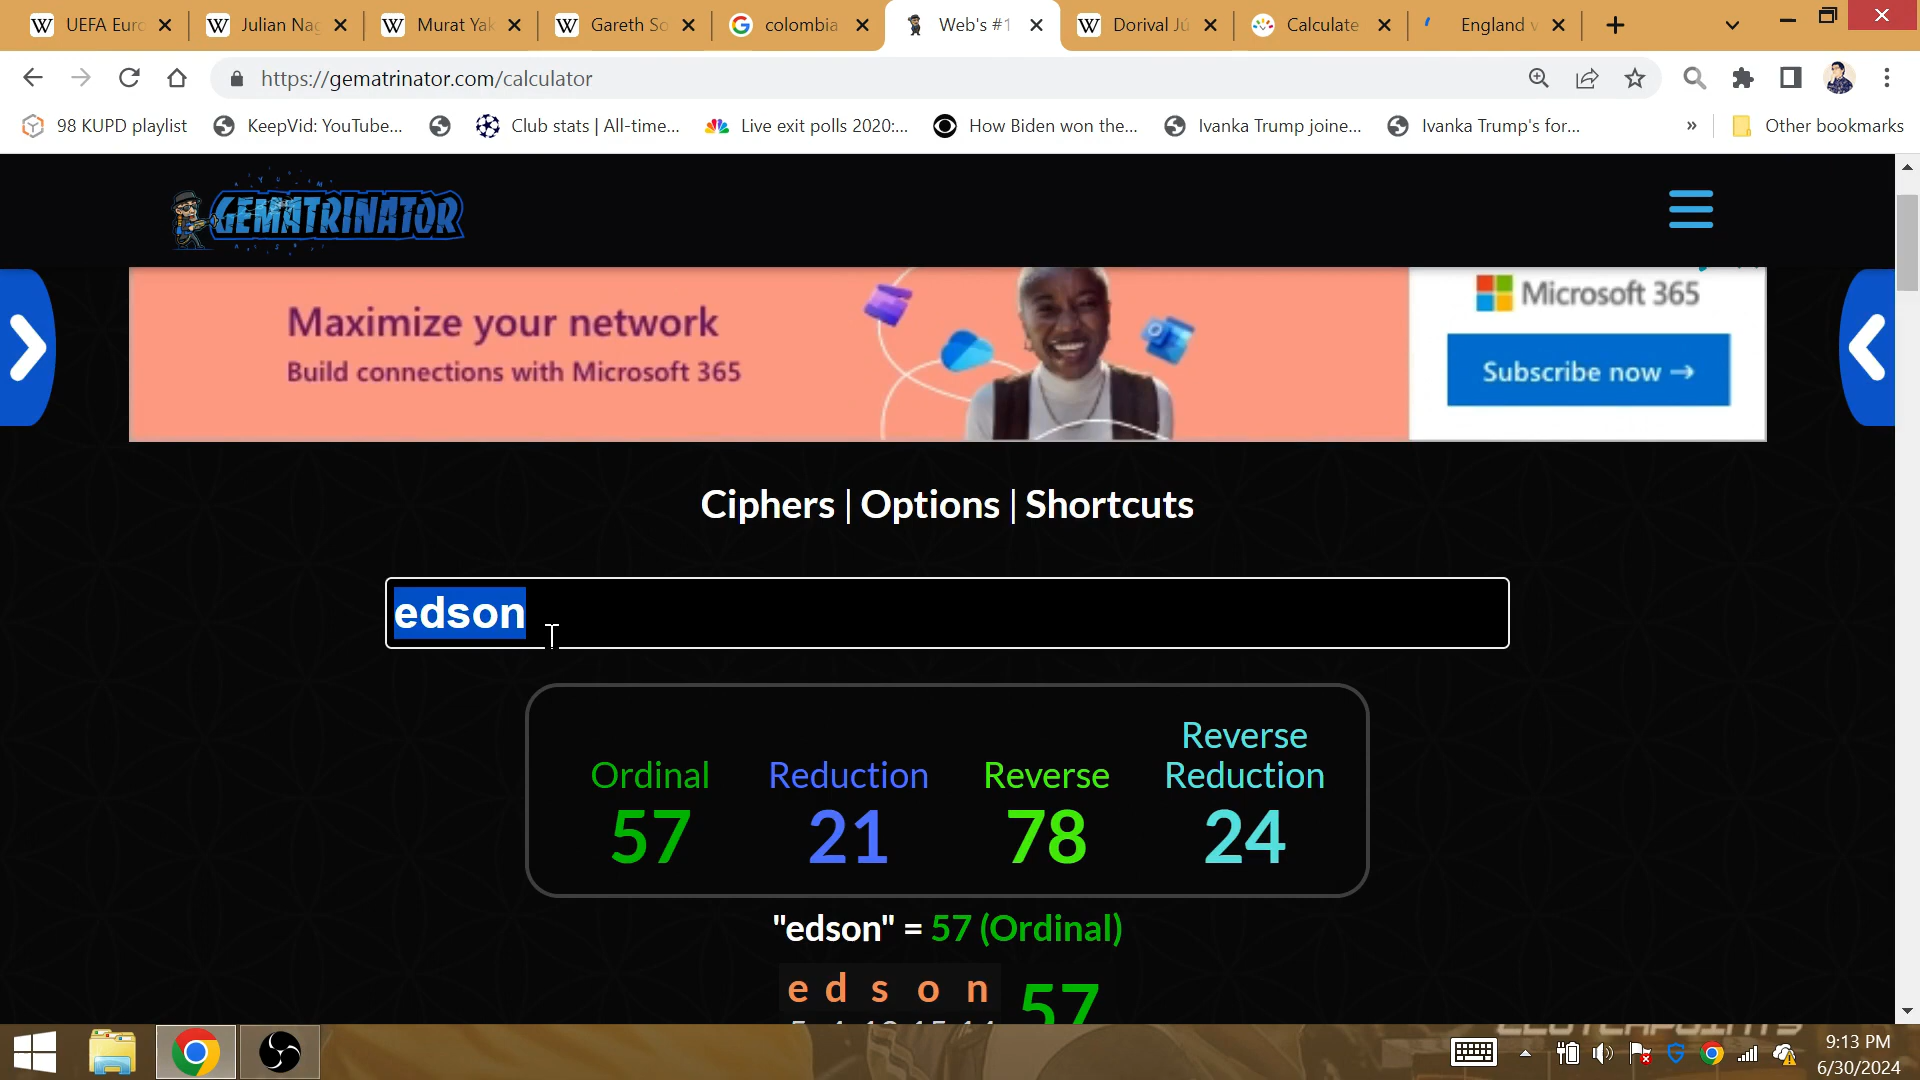 UEFA Euro
Julian Nag
Murat Yak
Gareth So
colombia
Web's #1
Dorival Jú
Calculate
England v
https://gematrinator.com/calculator
98 KUPD playlist
KeepVid: YouTube...
Club stats | All-time...
Live exit polls 2020:...
How Biden won the...
Ivanka Trump joine...
Ivanka Trump's for...
»
Other bookmarks
GEMATRINATOR
Maximize your network
Build connections with Microsoft 365
Microsoft 365
Subscribe now →
Ciphers | Options | Shortcuts
edson
Ordinal
57
Reduction
21
Reverse
78
Reverse
Reduction
24
"edson" = 57 (Ordinal)
e d s o n
57
9:13 PM
6/30/2024